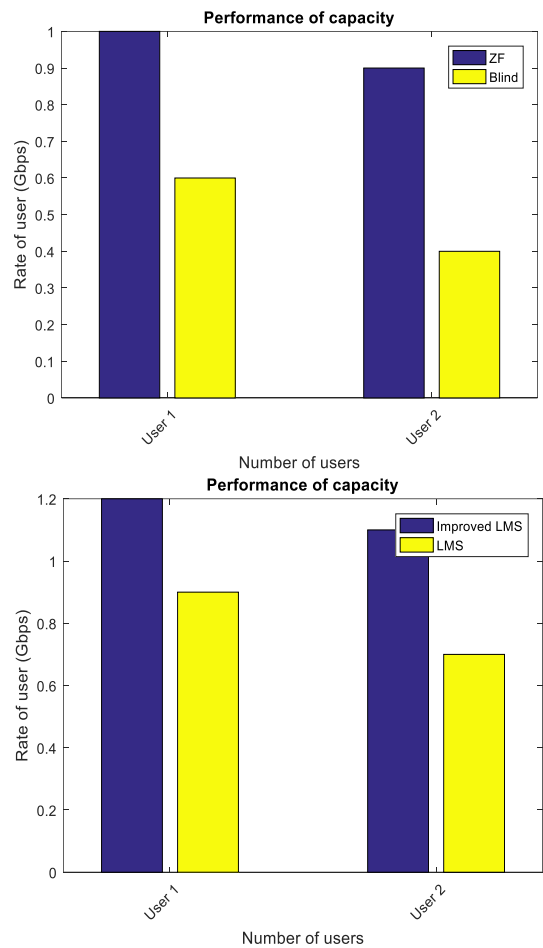 Performance of capacity
1
0.9
0.8
0.7
0.6
0.5
0.4
0.3
0.2
0.1
0
Rate of user (Gbps)
ZF
Blind
User 1
User 2
Number of users
Performance of capacity
1.2
1
0.8
0.6
0.4
0.2
0
Rate of user (Gbps)
Improved LMS
LMS
User 1
User 2
Number of users